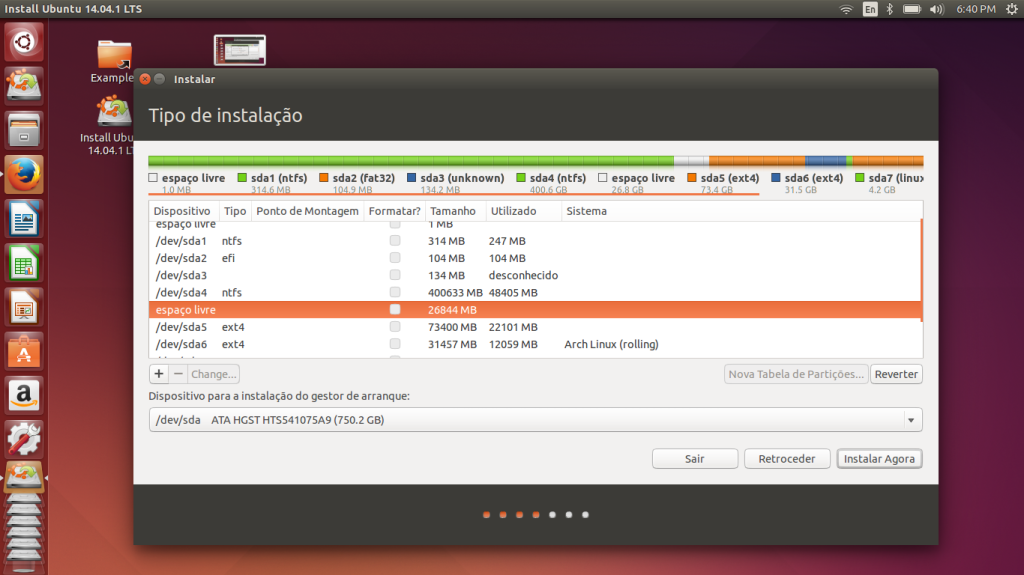 Install Ubuntu 14.04.1 LTS
En
6:40 PM
Example
Install Ubu
14.04.1 LT
Instalar
Tipo de instalação
espaço livre sda1 (ntfs) sda2 (fat32) sda3 (unknown) sda4 (ntfs) espaço livre sda5 (ext4) sda6 (ext4) sda7 (linux
1.0 MB 314.6 MB 104.9 MB 134.2 MB 400.6 GB 26.8 GB 73.4 GB 31.5 GB 4.2 GB
Dispositivo Tipo Ponto de Montagem Formatar? Tamanho Utilizado Sistema
espaço livre 1 MB
/dev/sda1 ntfs 314 MB 247 MB
/dev/sda2 efi 104 MB 104 MB
/dev/sda3 134 MB desconhecido
/dev/sda4 ntfs 400633 MB 48405 MB
espaço livre 26844 MB
/dev/sda5 ext4 73400 MB 22101 MB
/dev/sda6 ext4 31457 MB 12059 MB Arch Linux (rolling)
+ − Change... Nova Tabela de Partições... Reverter
Dispositivo para a instalação do gestor de arranque:
/dev/sda ATA HGST HTS541075A9 (750.2 GB)
Sair Retroceder Instalar Agora